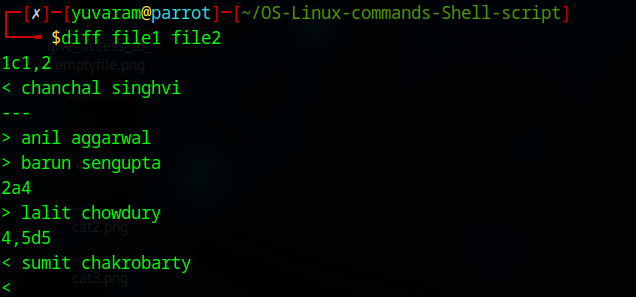 ┌─[✗]─[yuvaram@parrot]─[~/OS-Linux-commands-Shell-script]
└──╼ $diff file1 file2
give_access_to_
1c1,2
emptyfile.png
< chanchal singhvi
---
> anil aggarwal
> barun sengupta
2a4
> lalit chowdury
cat2.png
4,5d5
< sumit chakrobarty
cat3.png
<